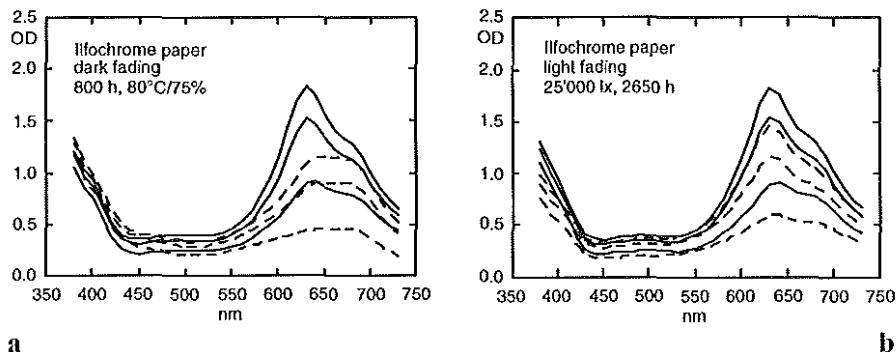 2.5
OD
2.0
1.5
1.0
0.5
0.0
Ilfochrome paper
dark fading
800 h, 80°C/75%
350 400 450 500 550 600 650 700 750
nm
a
2.5
OD
2.0
1.5
1.0
0.5
0.0
Ilfochrome paper
light fading
25'000 lx, 2650 h
350 400 450 500 550 600 650 700 750
nm
b